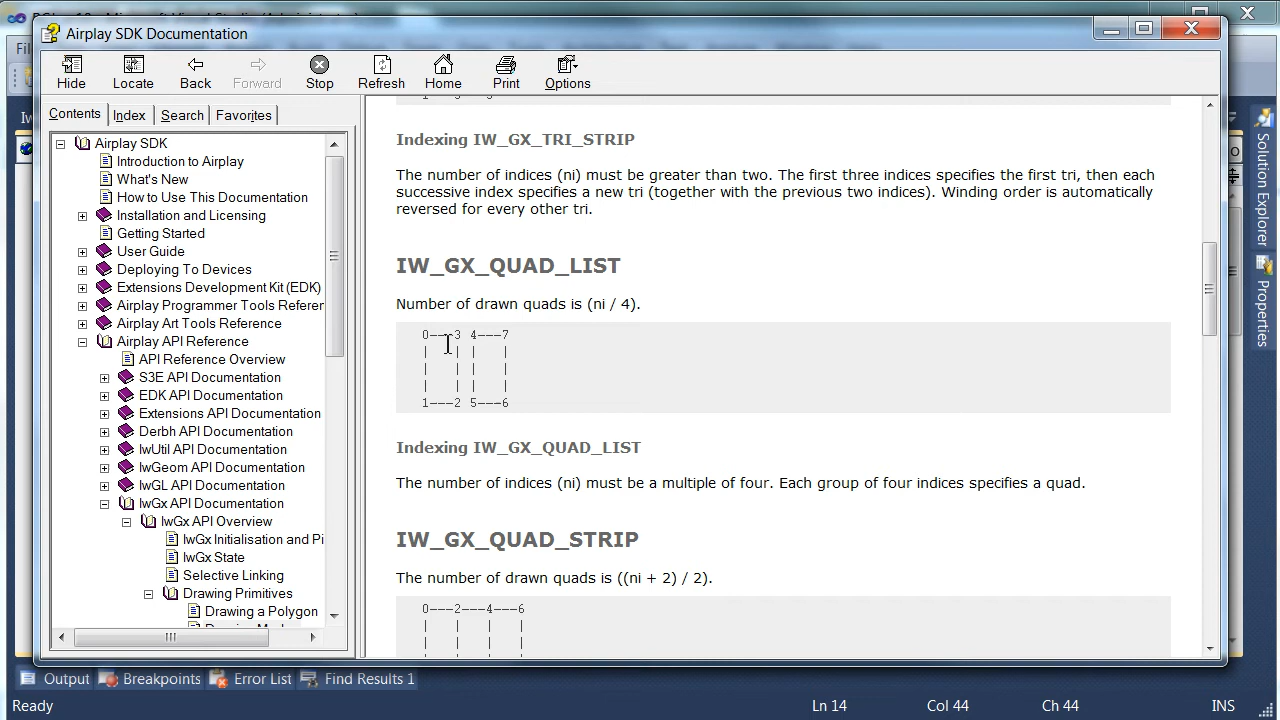 Airplay SDK Documentation
Hide Locate Back Forward Stop Refresh Home Print Options
Contents Index Search Favorites
Airplay SDK
Introduction to Airplay
What's New
How to Use This Documentation
Installation and Licensing
Getting Started
User Guide
Deploying To Devices
Extensions Development Kit (EDK)
Airplay Programmer Tools Referer
Airplay Art Tools Reference
Airplay API Reference
API Reference Overview
S3E API Documentation
EDK API Documentation
Extensions API Documentation
Derbh API Documentation
IwUtil API Documentation
IwGeom API Documentation
IwGL API Documentation
IwGx API Documentation
IwGx API Overview
IwGx Initialisation and Pi
IwGx State
Selective Linking
Drawing Primitives
Drawing a Polygon
Indexing IW_GX_TRI_STRIP
The number of indices (ni) must be greater than two. The first three indices specifies the first tri, then each
successive index specifies a new tri (together with the previous two indices). Winding order is automatically
reversed for every other tri.
IW_GX_QUAD_LIST
Number of drawn quads is (ni / 4).
0---3 4---7
|   | |   |
|   | |   |
|   | |   |
1---2 5---6
Indexing IW_GX_QUAD_LIST
The number of indices (ni) must be a multiple of four. Each group of four indices specifies a quad.
IW_GX_QUAD_STRIP
The number of drawn quads is ((ni + 2) / 2).
0---2---4---6
|   |   |   |
|   |   |   |
Solution Explorer
Properties
Output Breakpoints Error List Find Results 1
Ready Ln 14 Col 44 Ch 44 INS